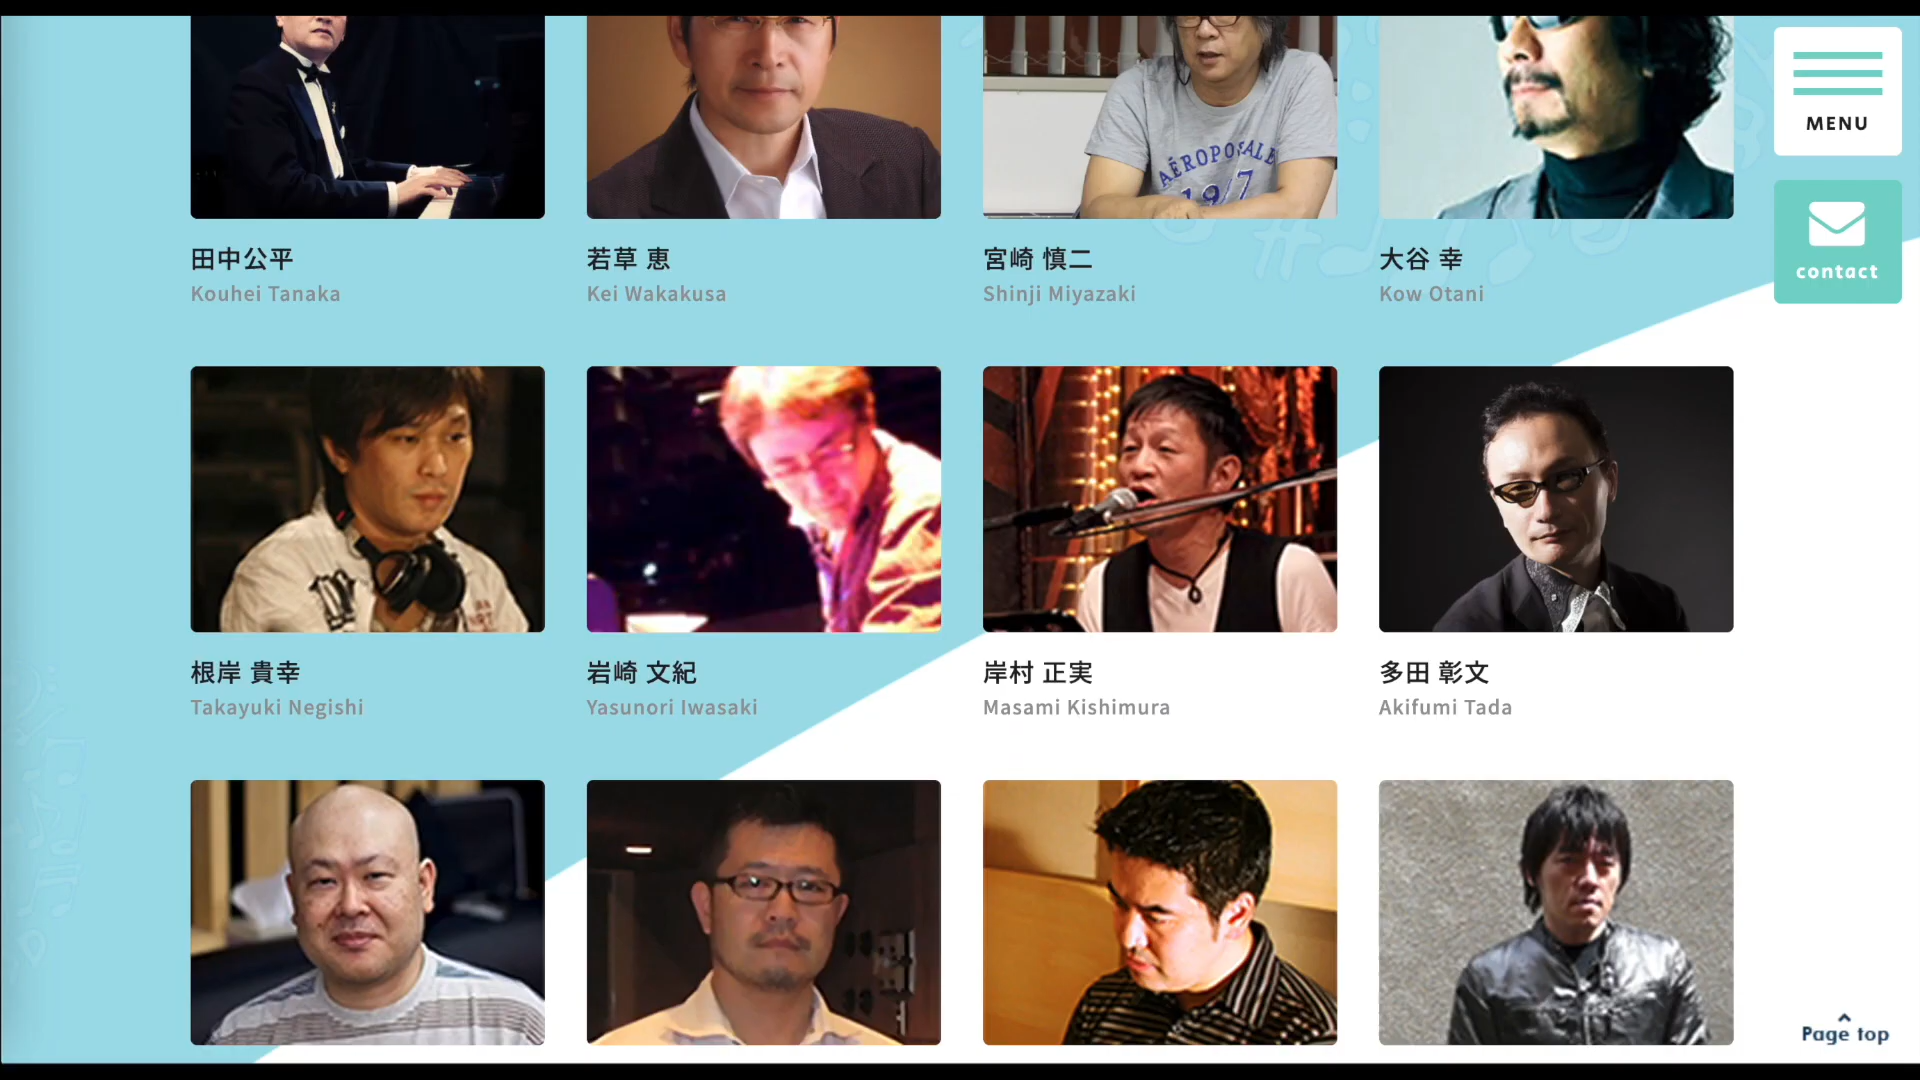 MENU
contact
田中公平
Kouhei Tanaka
若草 恵
Kei Wakakusa
宮崎 慎二
Shinji Miyazaki
大谷 幸
Kow Otani
AÉROPOSALE
根岸 貴幸
Takayuki Negishi
岩崎 文紀
Yasunori Iwasaki
岸村 正実
Masami Kishimura
多田 彰文
Akifumi Tada
Page top